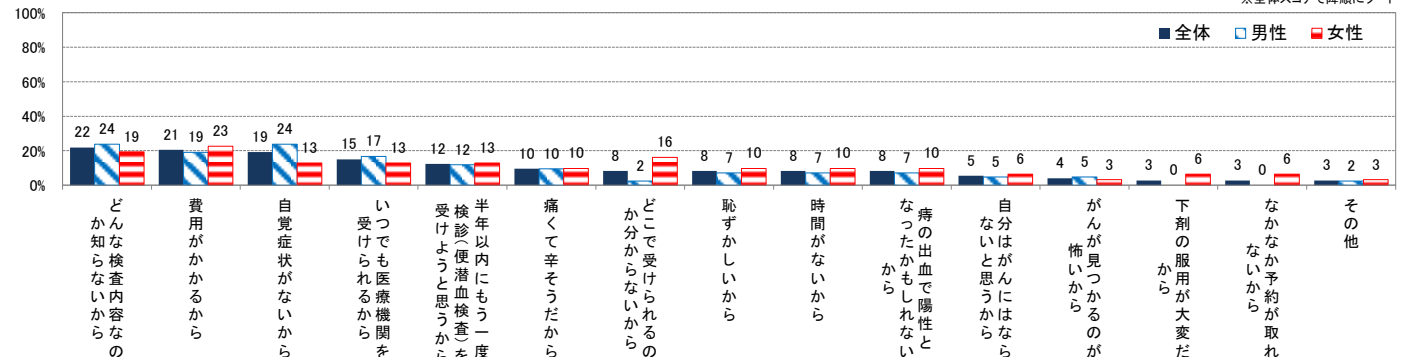 ※全体スコアで降順にソート
100%
80%
60%
40%
20%
0%
全体 男性 女性
22 24 19
21 19 23
19 24 13
15 17 13
12 12 13
10 10 10
8 2 16
8 7 10
8 7 10
8 7 10
5 5 6
4 5 3
3 0 6
3 0 6
3 2 3
どんな検査内容なの
か知らないから
費用がかかるから
自覚症状がないから
いつでも医療機関を
受けられるから
半年以内にもう一度
検診(便潜血検査)を
受けようと思うから
痛くて辛そうだから
どこで受けられるの
か分からないから
恥ずかしいから
時間がないから
痔の出血で陽性と
なったかもしれない
から
自分はがんにはなら
ないと思うから
がんが見つかるのが
怖いから
下剤の服用が大変だ
から
なかなか予約が取れ
ないから
その他